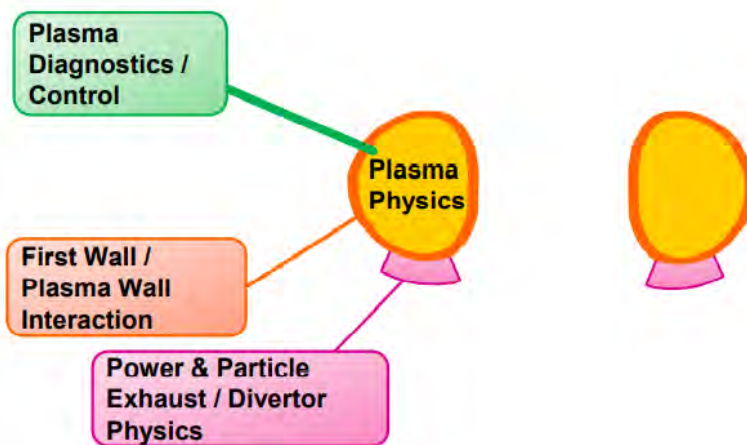 Plasma
Diagnostics /
Control
Plasma
Physics
First Wall /
Plasma Wall
Interaction
Power & Particle
Exhaust / Divertor
Physics